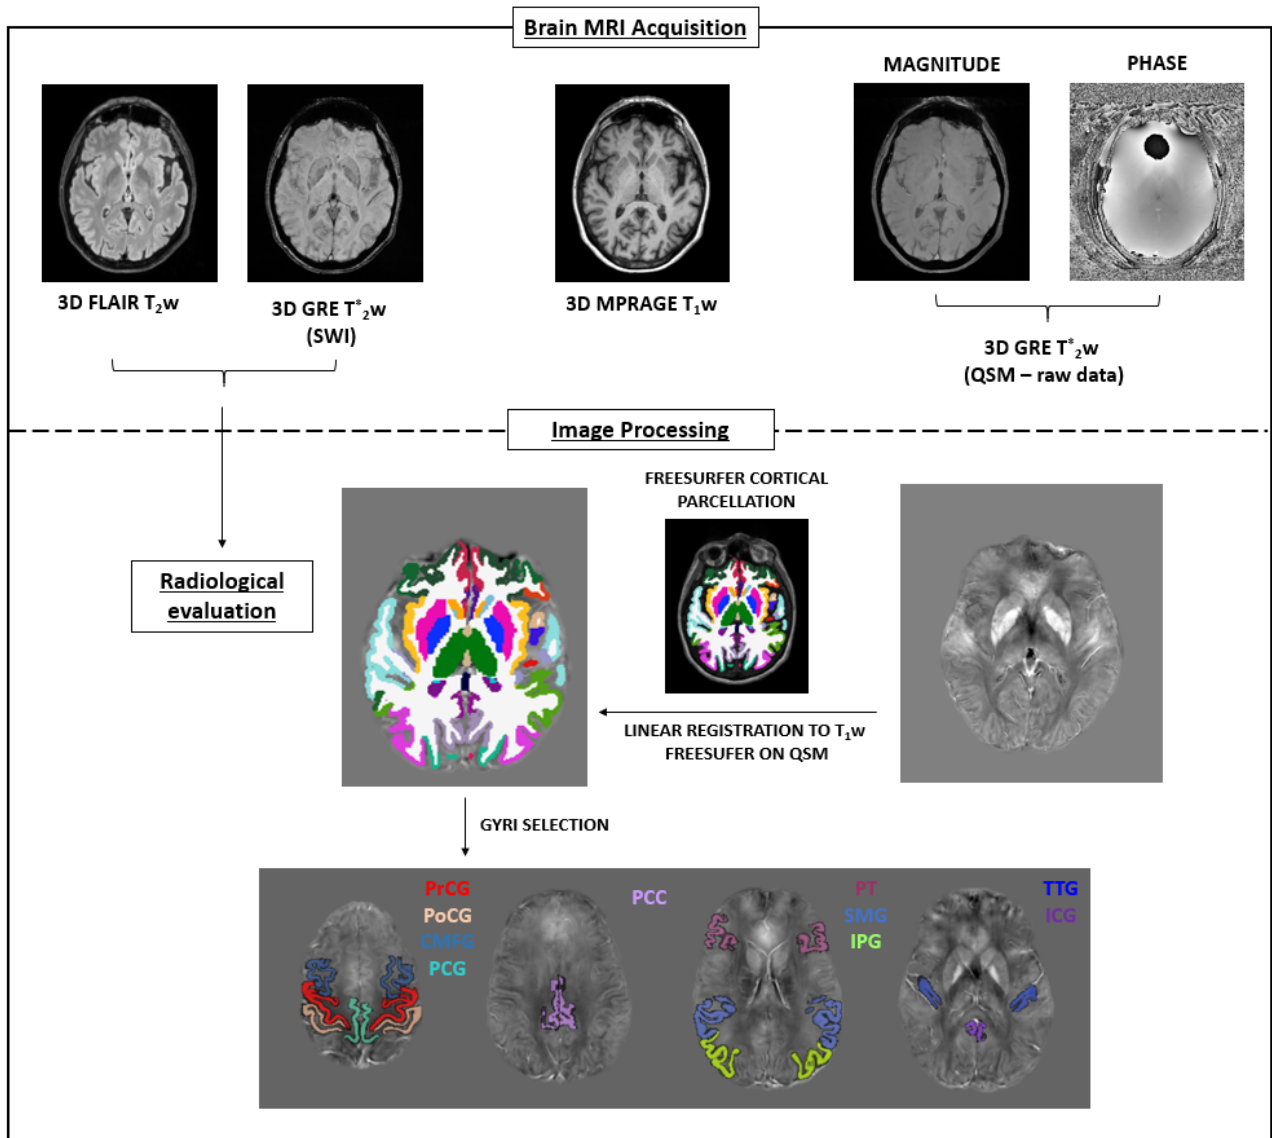 Brain MRI Acquisition
MAGNITUDE
PHASE
3D FLAIR T2w
3D GRE T*2w
(SWI)
3D MPRAGE T1w
3D GRE T*2w
(QSM – raw data)
Image Processing
FREESURFER CORTICAL
PARCELLATION
Radiological
evaluation
LINEAR REGISTRATION TO T1w
FREESUFER ON QSM
GYRI SELECTION
PrCG
PoCG
CMFG
PCG
PCC
PT
SMG
IPG
TTG
ICG